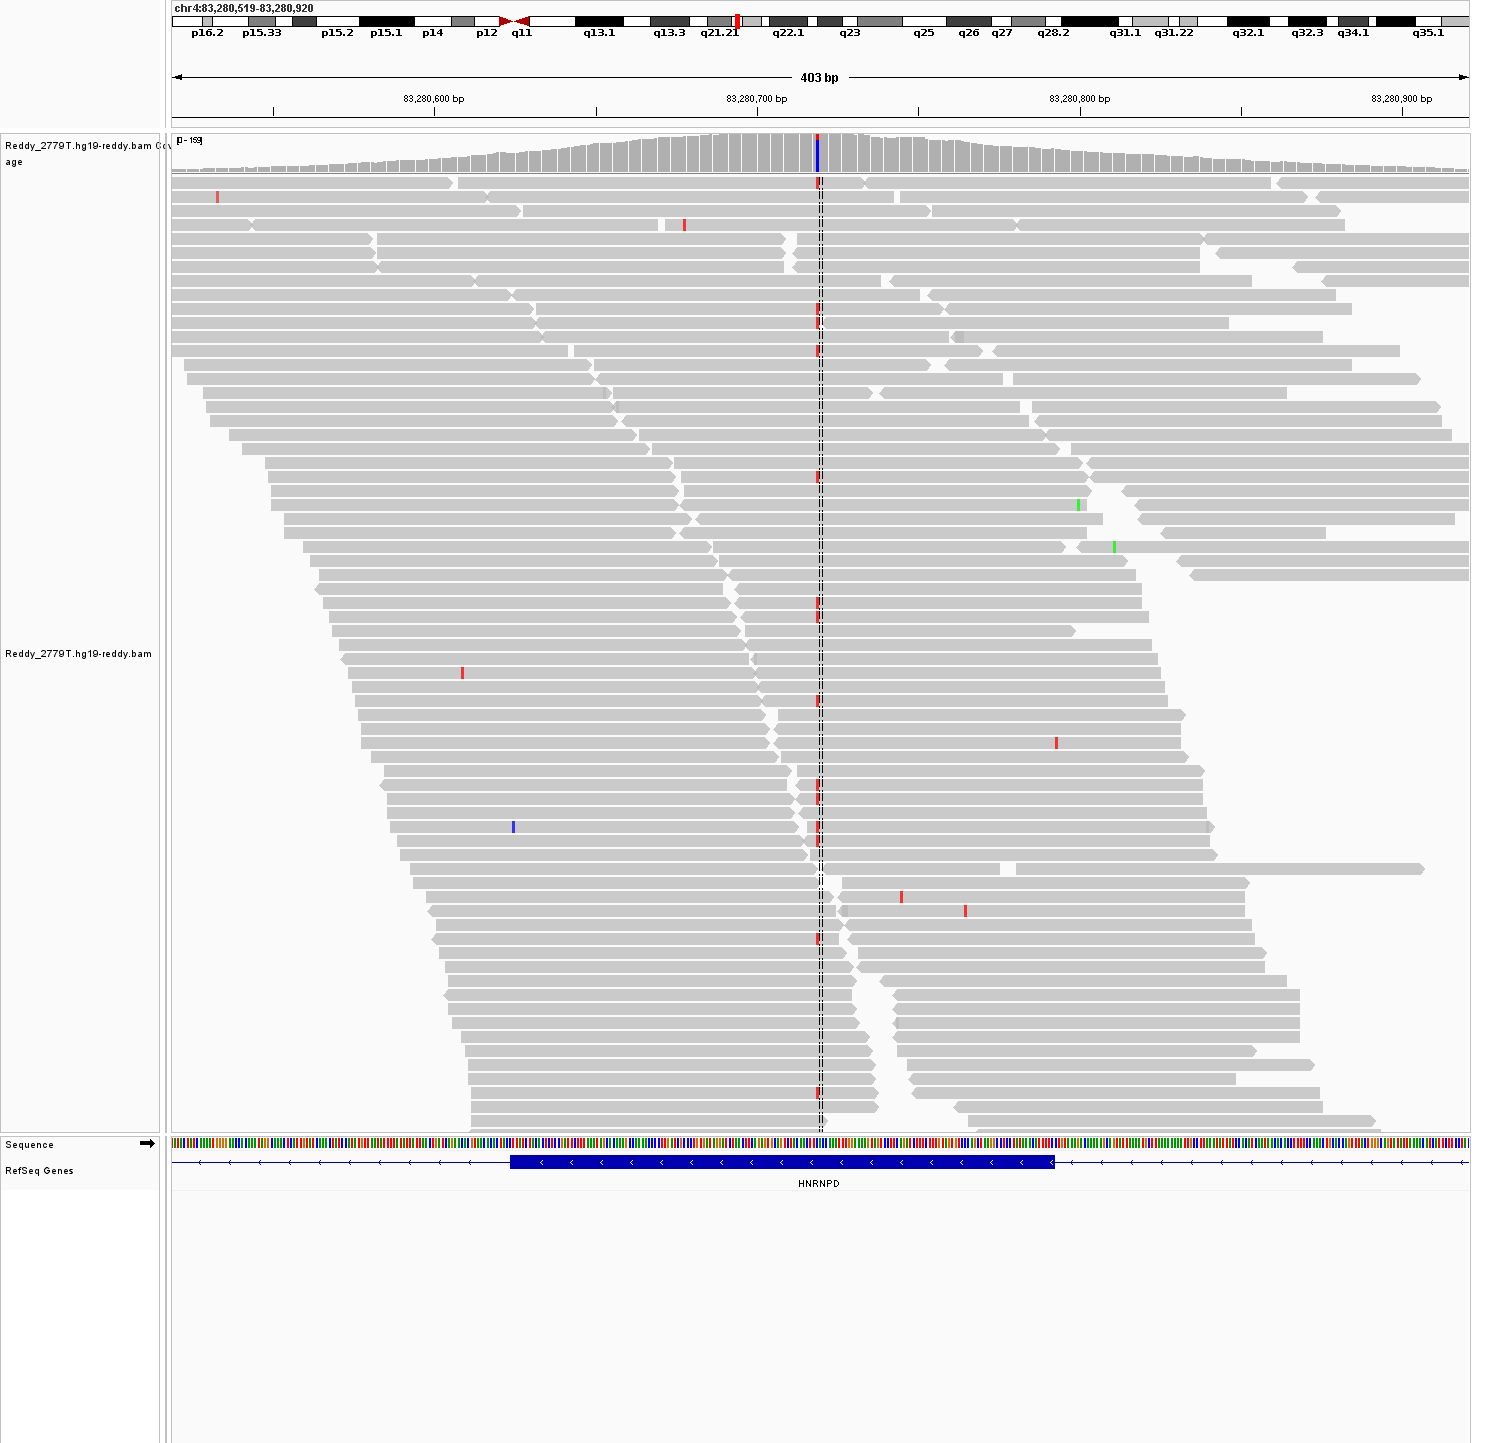 chr4:83,280,519-83,280,920
p16.2 p15.33 p15.2 p15.1 p14 p12 q11 q13.1 q13.3 q21.21 q22.1 q23 q25 q26 q27 q28.2 q31.1 q31.22 q32.1 q32.3 q34.1 q35.1
403 bp
83,280,600 bp 83,280,700 bp 83,280,800 bp 83,280,900 bp
Reddy_2779T.hg19-reddy.bam Cov
age
[0 - 159]
Reddy_2779T.hg19-reddy.bam
Sequence
RefSeq Genes
HNRNPD